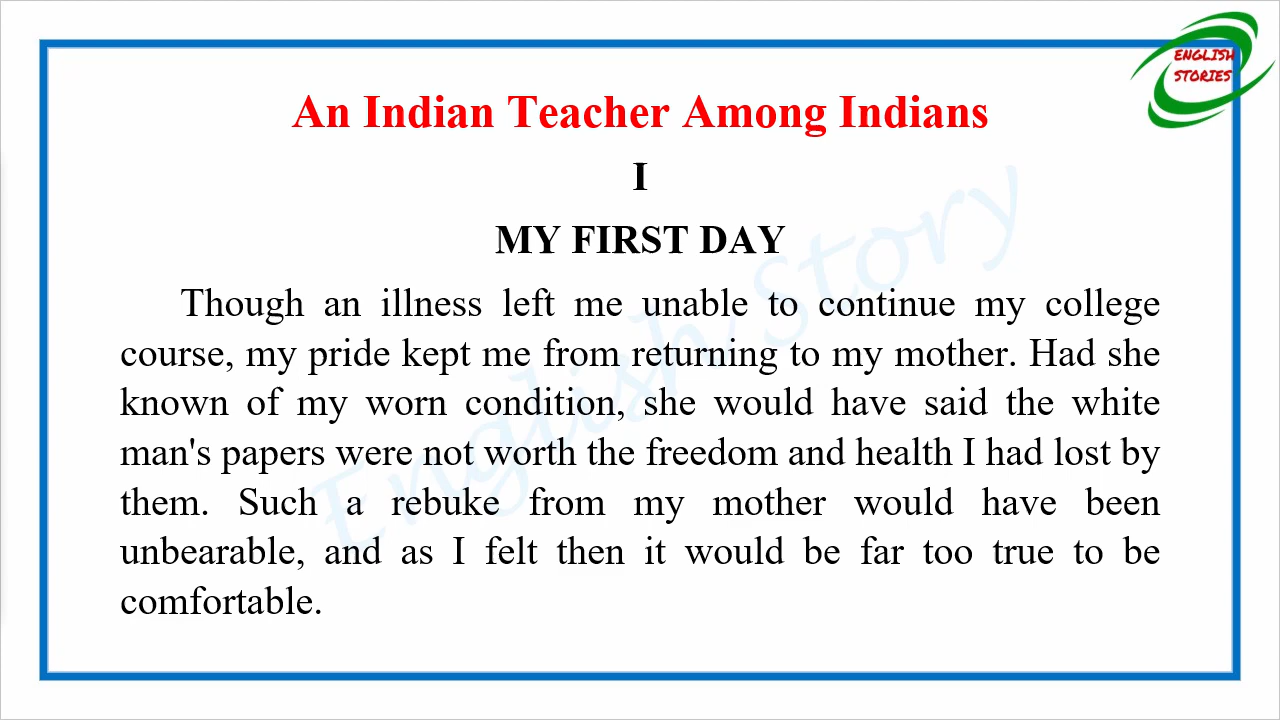 ENGLISH
STORIES
An Indian Teacher Among Indians
I
MY FIRST DAY
Though an illness left me unable to continue my college
course, my pride kept me from returning to my mother. Had she
known of my worn condition, she would have said the white
man's papers were not worth the freedom and health I had lost by
them. Such a rebuke from my mother would have been
unbearable, and as I felt then it would be far too true to be
comfortable.
English Story